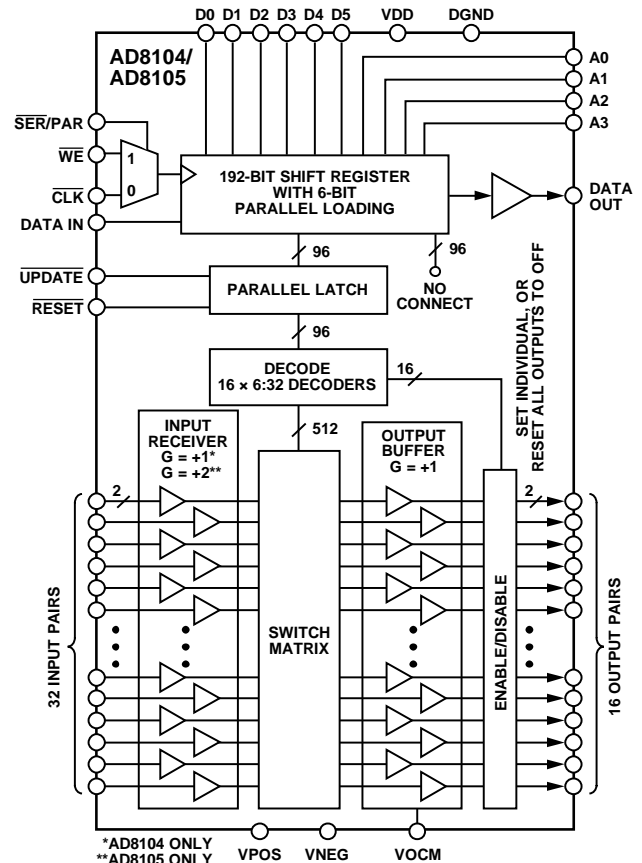 D0 D1 D2 D3 D4 D5 VDD DGND
AD8104/
AD8105
A0
A1
A2
A3
SER/PAR
WE
CLK
DATA IN
1
0
192-BIT SHIFT REGISTER
WITH 6-BIT
PARALLEL LOADING
DATA
OUT
96
96
NO
CONNECT
UPDATE
RESET
PARALLEL LATCH
96
DECODE
16 × 6:32 DECODERS
16
SET INDIVIDUAL, OR
RESET ALL OUTPUTS TO OFF
512
INPUT
RECEIVER
G = +1*
G = +2**
OUTPUT
BUFFER
G = +1
2
2
32 INPUT PAIRS
SWITCH
MATRIX
ENABLE/DISABLE
16 OUTPUT PAIRS
*AD8104 ONLY
**AD8105 ONLY
VPOS VNEG VOCM